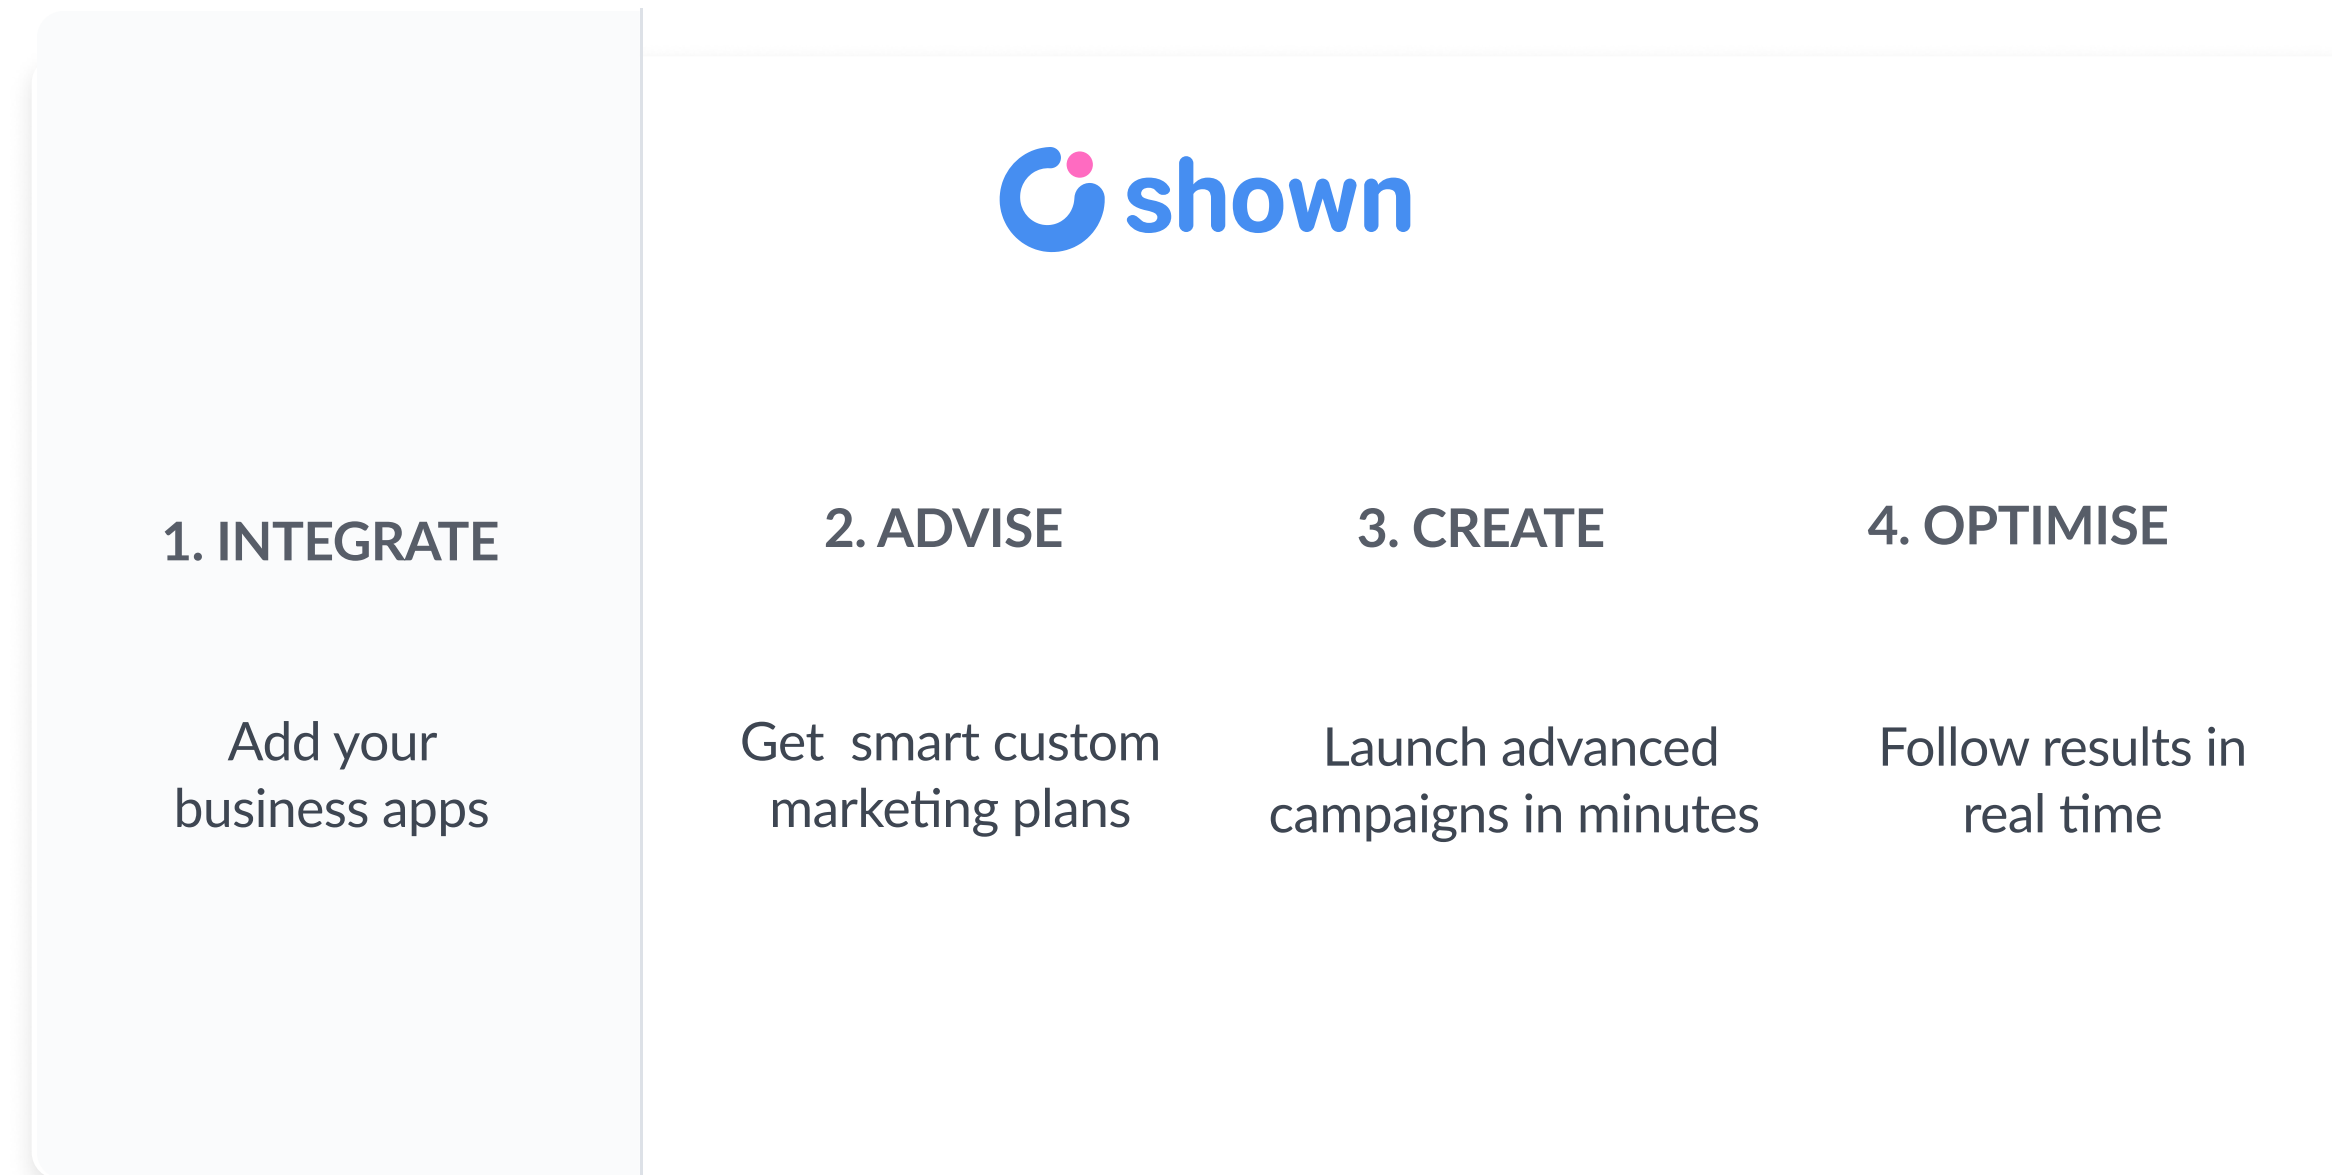 shown
1. INTEGRATE
Add your
business apps
2. ADVISE
Get  smart custom
marketing plans
3. CREATE
Launch advanced
campaigns in minutes
4. OPTIMISE
Follow results in
real time